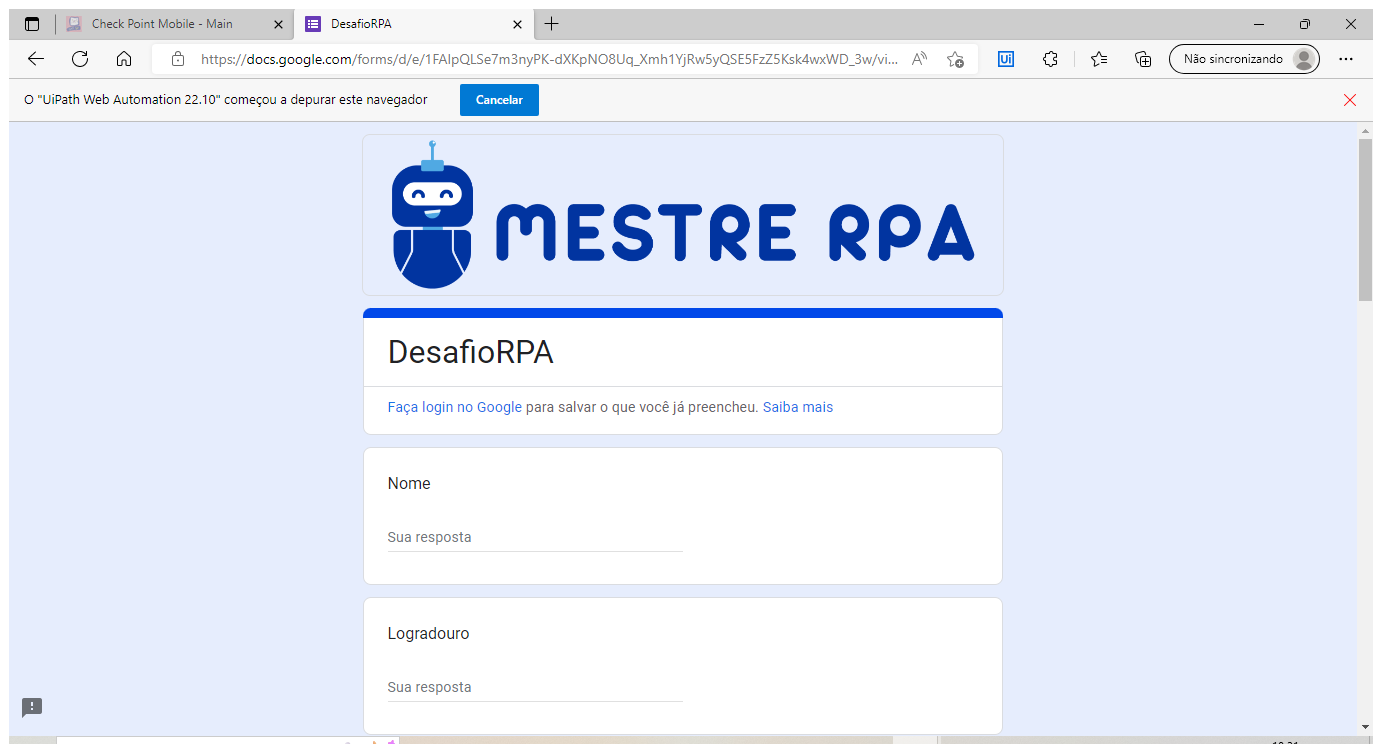 Check Point Mobile - Main
DesafioRPA
https://docs.google.com/forms/d/e/1FAIpQLSe7m3nyPK-dXKpNO8Uq_Xmh1YjRw5yQSE5FzZ5Ksk4wxWD_3w/vi...
Ui
Não sincronizando
O "UiPath Web Automation 22.10" começou a depurar este navegador
Cancelar
MESTRE RPA
DesafioRPA
Faça login no Google para salvar o que você já preencheu. Saiba mais
Nome
Sua resposta
Logradouro
Sua resposta